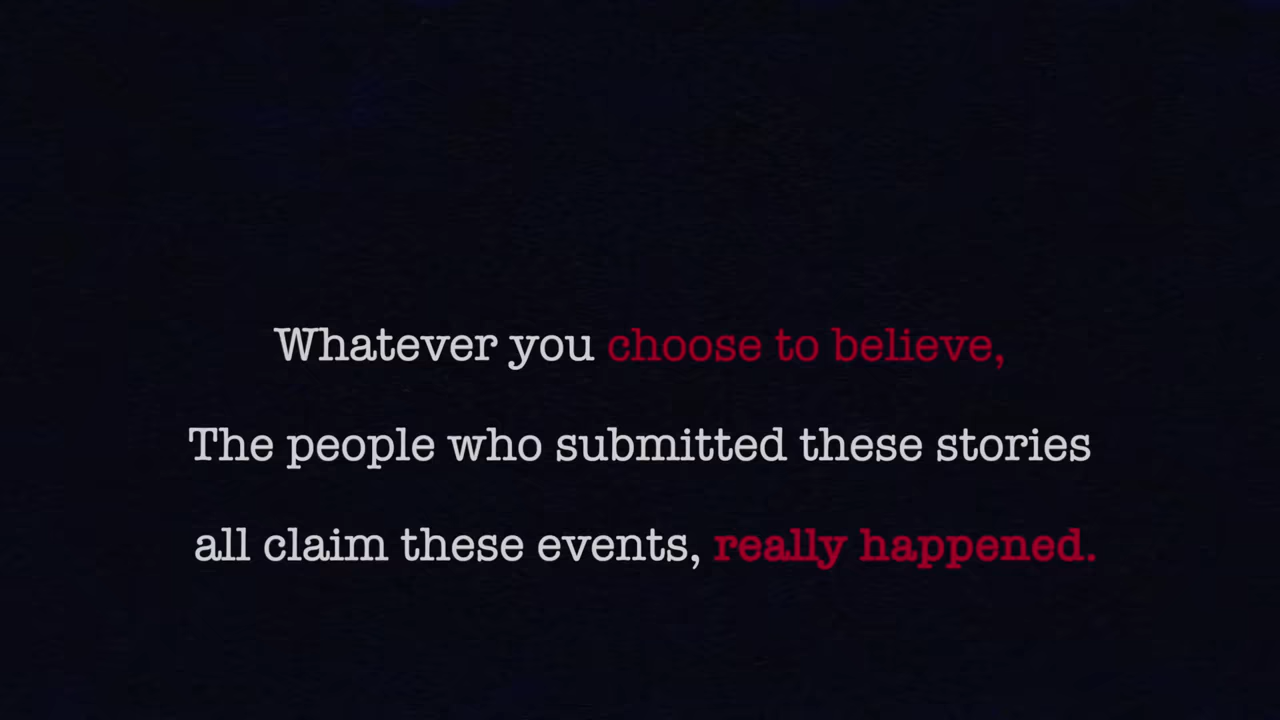 Whatever you choose to believe,
The people who submitted these stories
all claim these events, really happened.